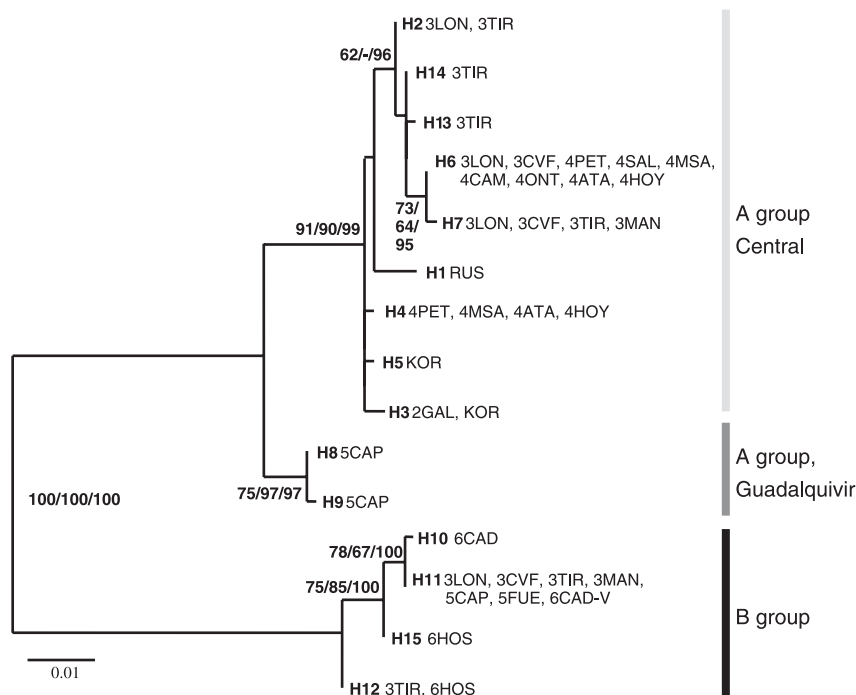 H2 3LON, 3TIR
62/-/96
H14 3TIR
H13 3TIR
H6 3LON, 3CVF, 4PET, 4SAL, 4MSA,
4CAM, 4ONT, 4ATA, 4HOY
73/
64/
95
H7 3LON, 3CVF, 3TIR, 3MAN
91/90/99
H1 RUS
H4 4PET, 4MSA, 4ATA, 4HOY
H5 KOR
H3 2GAL, KOR
A group
Central
H8 5CAP
75/97/97
H9 5CAP
A group,
Guadalquivir
100/100/100
H10 6CAD
78/67/100
H11 3LON, 3CVF, 3TIR, 3MAN,
5CAP, 5FUE, 6CAD-V
75/85/100
H15 6HOS
H12 3TIR, 6HOS
B group
0.01